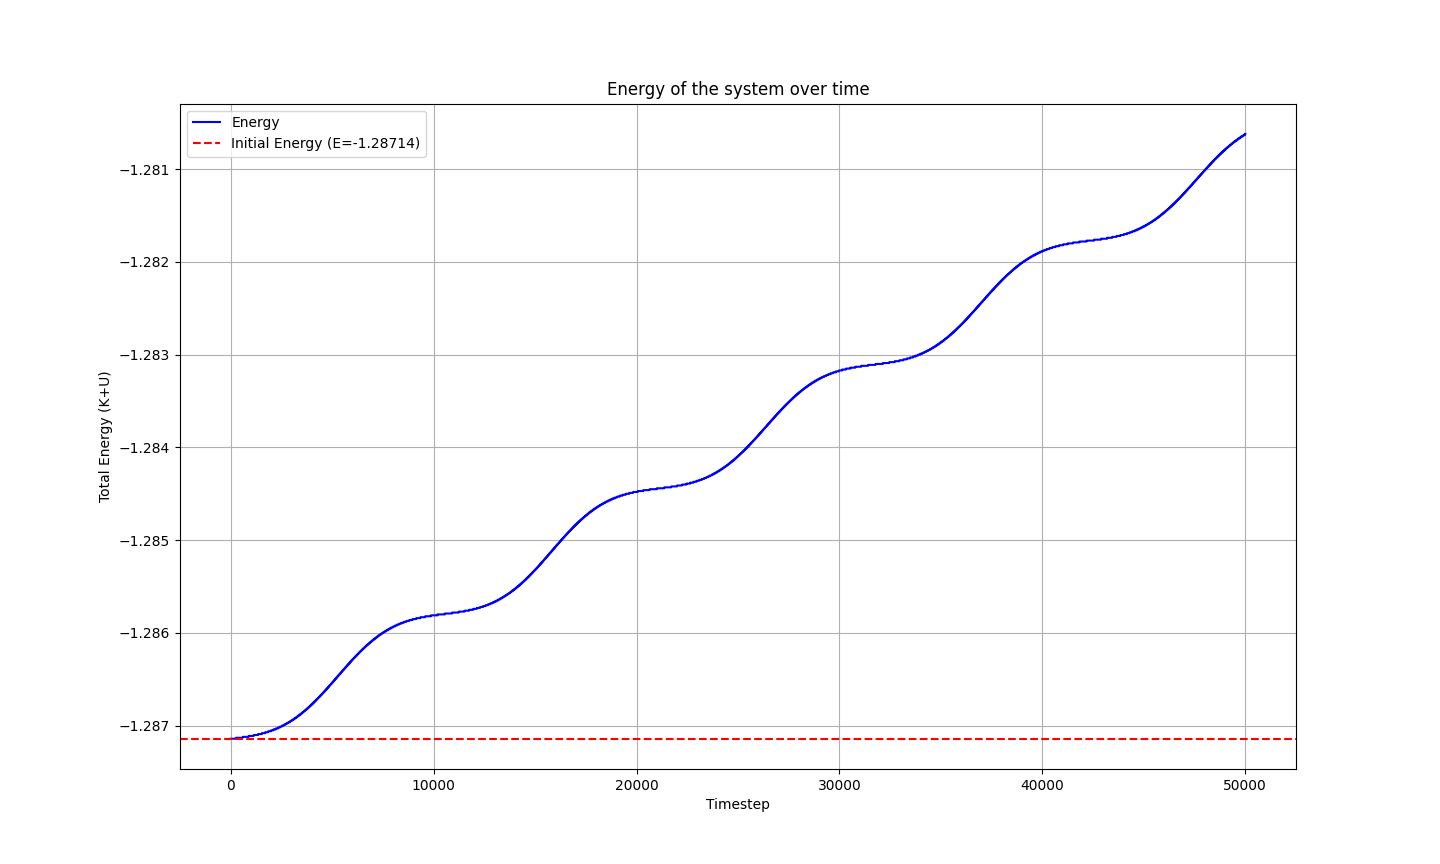 Energy of the system over time
Energy
Initial Energy (E=-1.28714)
−1.281
−1.282
−1.283
−1.284
−1.285
−1.286
−1.287
Total Energy (K+U)
0 10000 20000 30000 40000 50000
Timestep